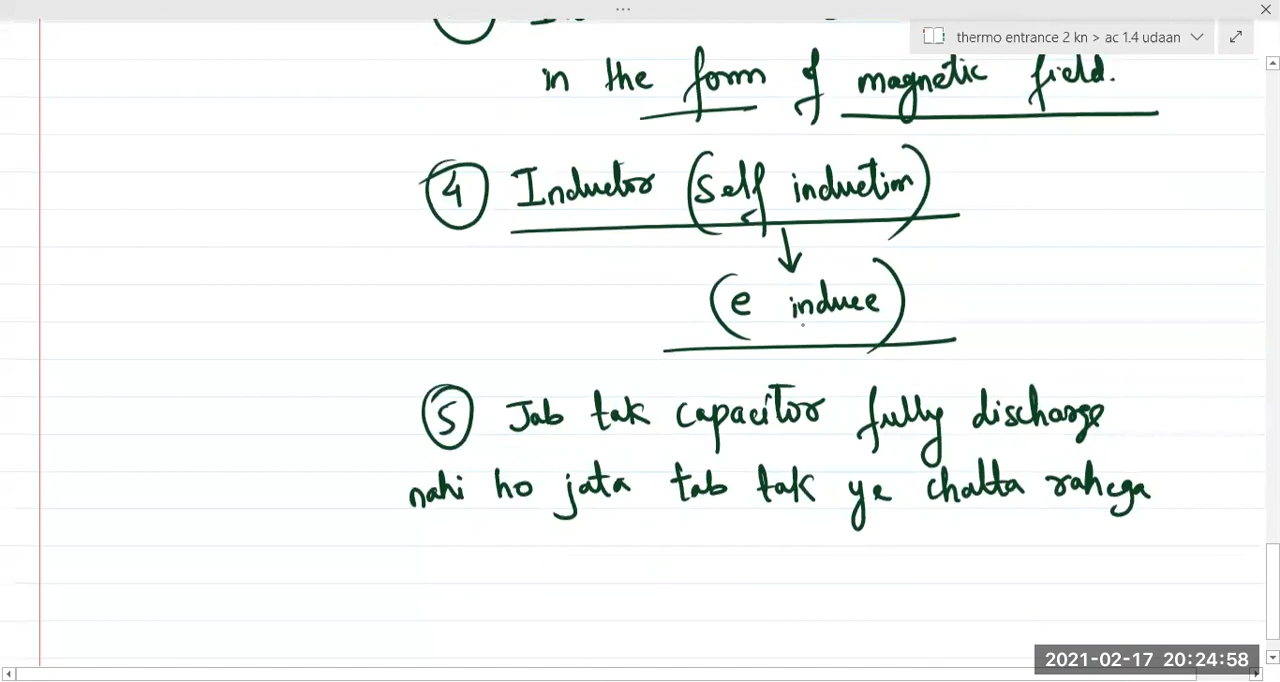 thermo entrance 2 kn > ac 1.4 udaan
in the form of magnetic field.
4 Inductor (Self induction)
(e induce)
5 Jab tak capacitor fully discharge
nahi ho jata tab tak ye chalta rahega
2021-02-17 20:24:58